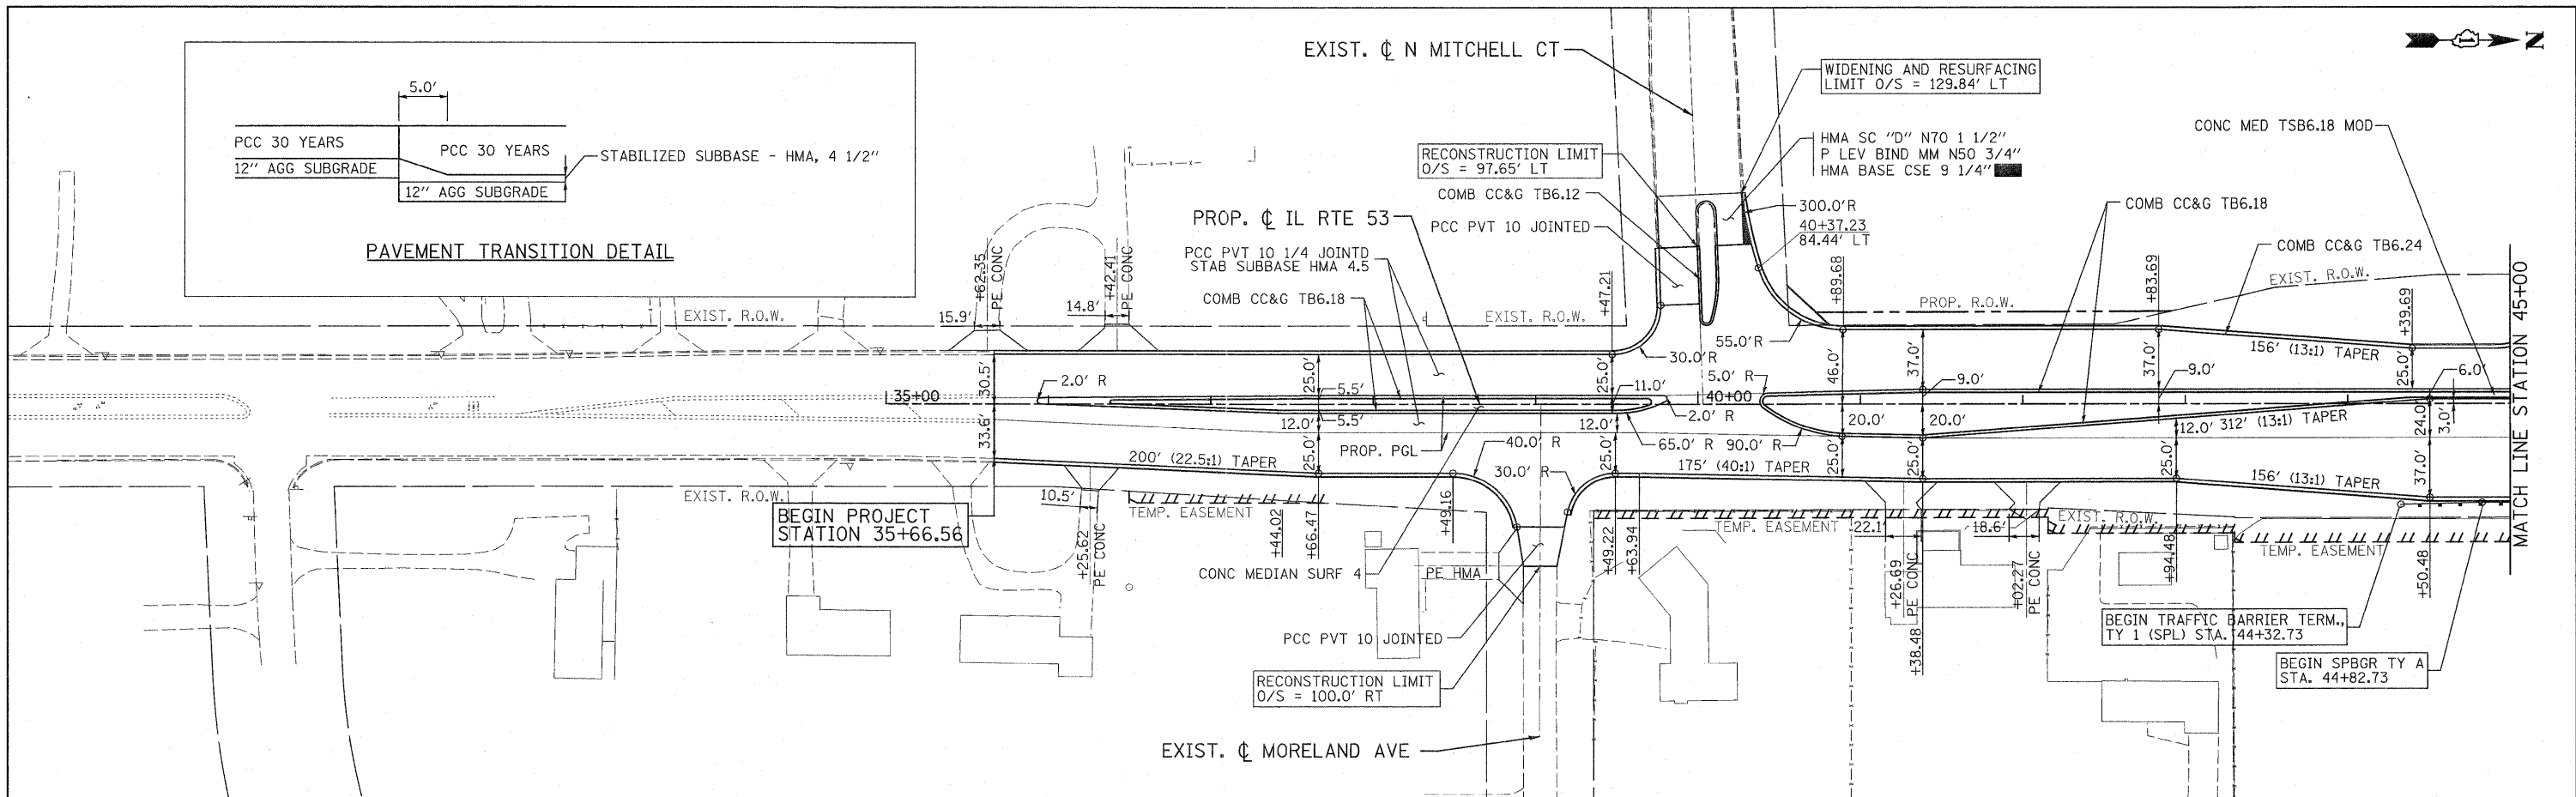 5.0'
PCC 30 YEARS
PCC 30 YEARS
12" AGG SUBGRADE
12" AGG SUBGRADE
STABILIZED SUBBASE - HMA, 4 1/2"
PAVEMENT TRANSITION DETAIL
EXIST. ℄ N MITCHELL CT
N
WIDENING AND RESURFACING
LIMIT O/S = 129.84' LT
HMA SC "D" N70 1 1/2"
P LEV BIND MM N50 3/4"
HMA BASE CSE 9 1/4"
CONC MED TSB6.18 MOD
RECONSTRUCTION LIMIT
O/S = 97.65' LT
COMB CC&G TB6.12
PCC PVT 10 JOINTED
PROP. ℄ IL RTE 53
PCC PVT 10 1/4 JOINTD
STAB SUBBASE HMA 4.5
COMB CC&G TB6.18
300.0'R
40+37.23
84.44' LT
COMB CC&G TB6.18
COMB CC&G TB6.24
EXIST. R.O.W.
PROP. R.O.W.
EXIST. R.O.W.
EXIST. R.O.W.
+62.35
PE CONC
+42.41
PE CONC
15.9'
14.8'
+47.21
+89.68
+83.69
+39.69
30.0'R
55.0'R
156' (13:1) TAPER
30.5'
25.0'
25.0'
46.0'
37.0'
37.0'
25.0'
35+00
2.0' R
5.5'
11.0'
40+00
5.0' R
9.0'
9.0'
6.0'
33.6'
12.0'
5.5'
12.0'
2.0' R
20.0'
20.0'
12.0'
312' (13:1) TAPER
24.0'
3.0'
PROP. PGL
65.0' R
90.0' R
200' (22.5:1) TAPER
25.0'
40.0' R
30.0' R
25.0'
175' (40:1) TAPER
25.0'
25.0'
25.0'
156' (13:1) TAPER
37.0'
MATCH LINE STATION 45+00
EXIST. R.O.W.
10.5'
TEMP. EASEMENT
TEMP. EASEMENT
22.1'
18.6'
EXIST. R.O.W.
TEMP. EASEMENT
BEGIN PROJECT
STATION 35+66.56
+25.62
PE CONC
+44.02
+66.47
+49.16
+49.22
+63.94
+26.69
PE CONC
+38.48
+02.27
PE CONC
+94.48
+50.48
CONC MEDIAN SURF 4
PE HMA
PCC PVT 10 JOINTED
RECONSTRUCTION LIMIT
O/S = 100.0' RT
BEGIN TRAFFIC BARRIER TERM.,
TY 1 (SPL) STA. 44+32.73
BEGIN SPBGR TY A
STA. 44+82.73
EXIST. ℄ MORELAND AVE